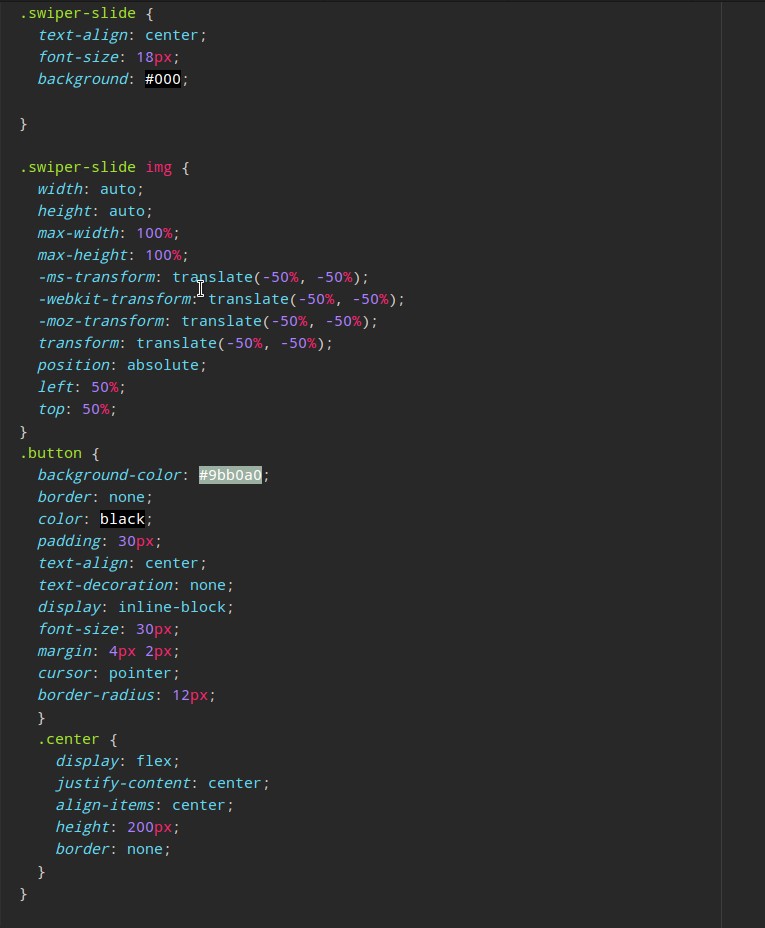 .swiper-slide {
  text-align: center;
  font-size: 18px;
  background: #000;

}

.swiper-slide img {
  width: auto;
  height: auto;
  max-width: 100%;
  max-height: 100%;
  -ms-transform: translate(-50%, -50%);
  -webkit-transform: translate(-50%, -50%);
  -moz-transform: translate(-50%, -50%);
  transform: translate(-50%, -50%);
  position: absolute;
  left: 50%;
  top: 50%;
}
.button {
  background-color: #9bb0a0;
  border: none;
  color: black;
  padding: 30px;
  text-align: center;
  text-decoration: none;
  display: inline-block;
  font-size: 30px;
  margin: 4px 2px;
  cursor: pointer;
  border-radius: 12px;
  }
  .center {
    display: flex;
    justify-content: center;
    align-items: center;
    height: 200px;
    border: none;
  }
}